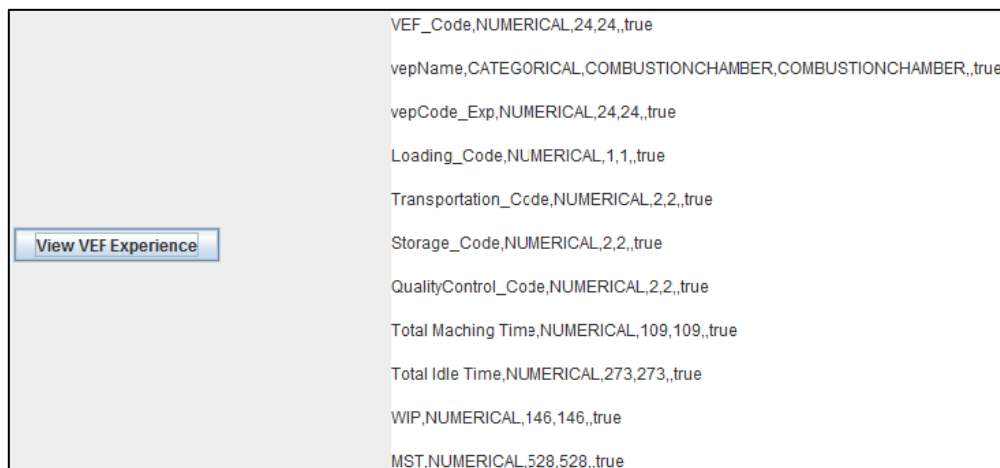 VEF_Code,NUMERICAL,24,24,,true
vepName,CATEGORICAL,COMBUSTIONCHAMBER,COMBUSTIONCHAMBER,,true
vepCode_Exp,NUMERICAL,24,24,,true
Loading_Code,NUMERICAL,1,1,,true
Transportation_Code,NUMERICAL,2,2,,true
View VEF Experience
Storage_Code,NUMERICAL,2,2,,true
QualityControl_Code,NUMERICAL,2,2,,true
Total Maching Time,NUMERICAL,109,109,,true
Total Idle Time,NUMERICAL,273,273,,true
WIP,NUMERICAL,146,146,,true
MST,NUMERICAL,528,528,,true